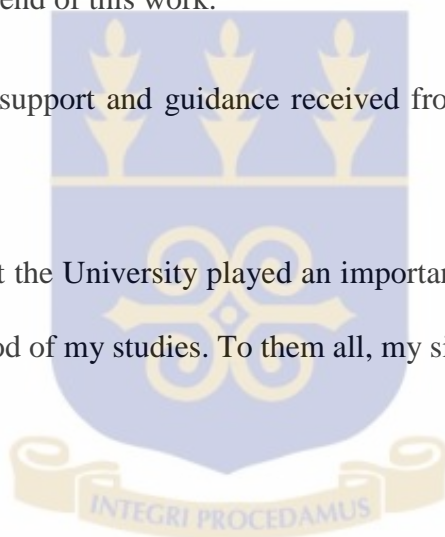 end of this work.
support and guidance received fro
t the University played an importan
od of my studies. To them all, my si
INTEGRI PROCEDAMUS